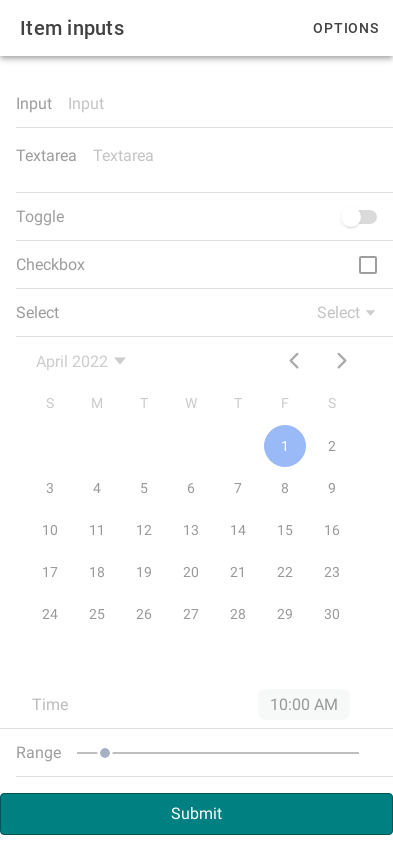 Item inputs OPTIONS
Input Input
Textarea Textarea
Toggle
Checkbox
Select Select
April 2022
S M T W T F S
1 2
3 4 5 6 7 8 9
10 11 12 13 14 15 16
17 18 19 20 21 22 23
24 25 26 27 28 29 30
Time 10:00 AM
Range
Submit